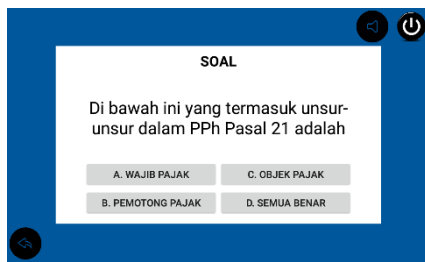 SOAL
Di bawah ini yang termasuk unsur-
unsur dalam PPh Pasal 21 adalah
A. WAJIB PAJAK
C. OBJEK PAJAK
B. PEMOTONG PAJAK
D. SEMUA BENAR